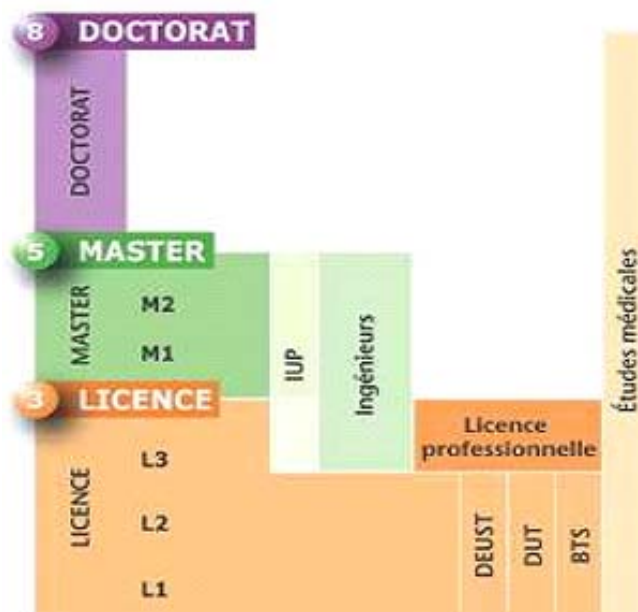 8 DOCTORAT
DOCTORAT
5 MASTER
MASTER
M2
M1
IUP
Ingénieurs
Études médicales
3 LICENCE
LICENCE
L3
L2
L1
Licence
professionnelle
DEUST
DUT
BTS